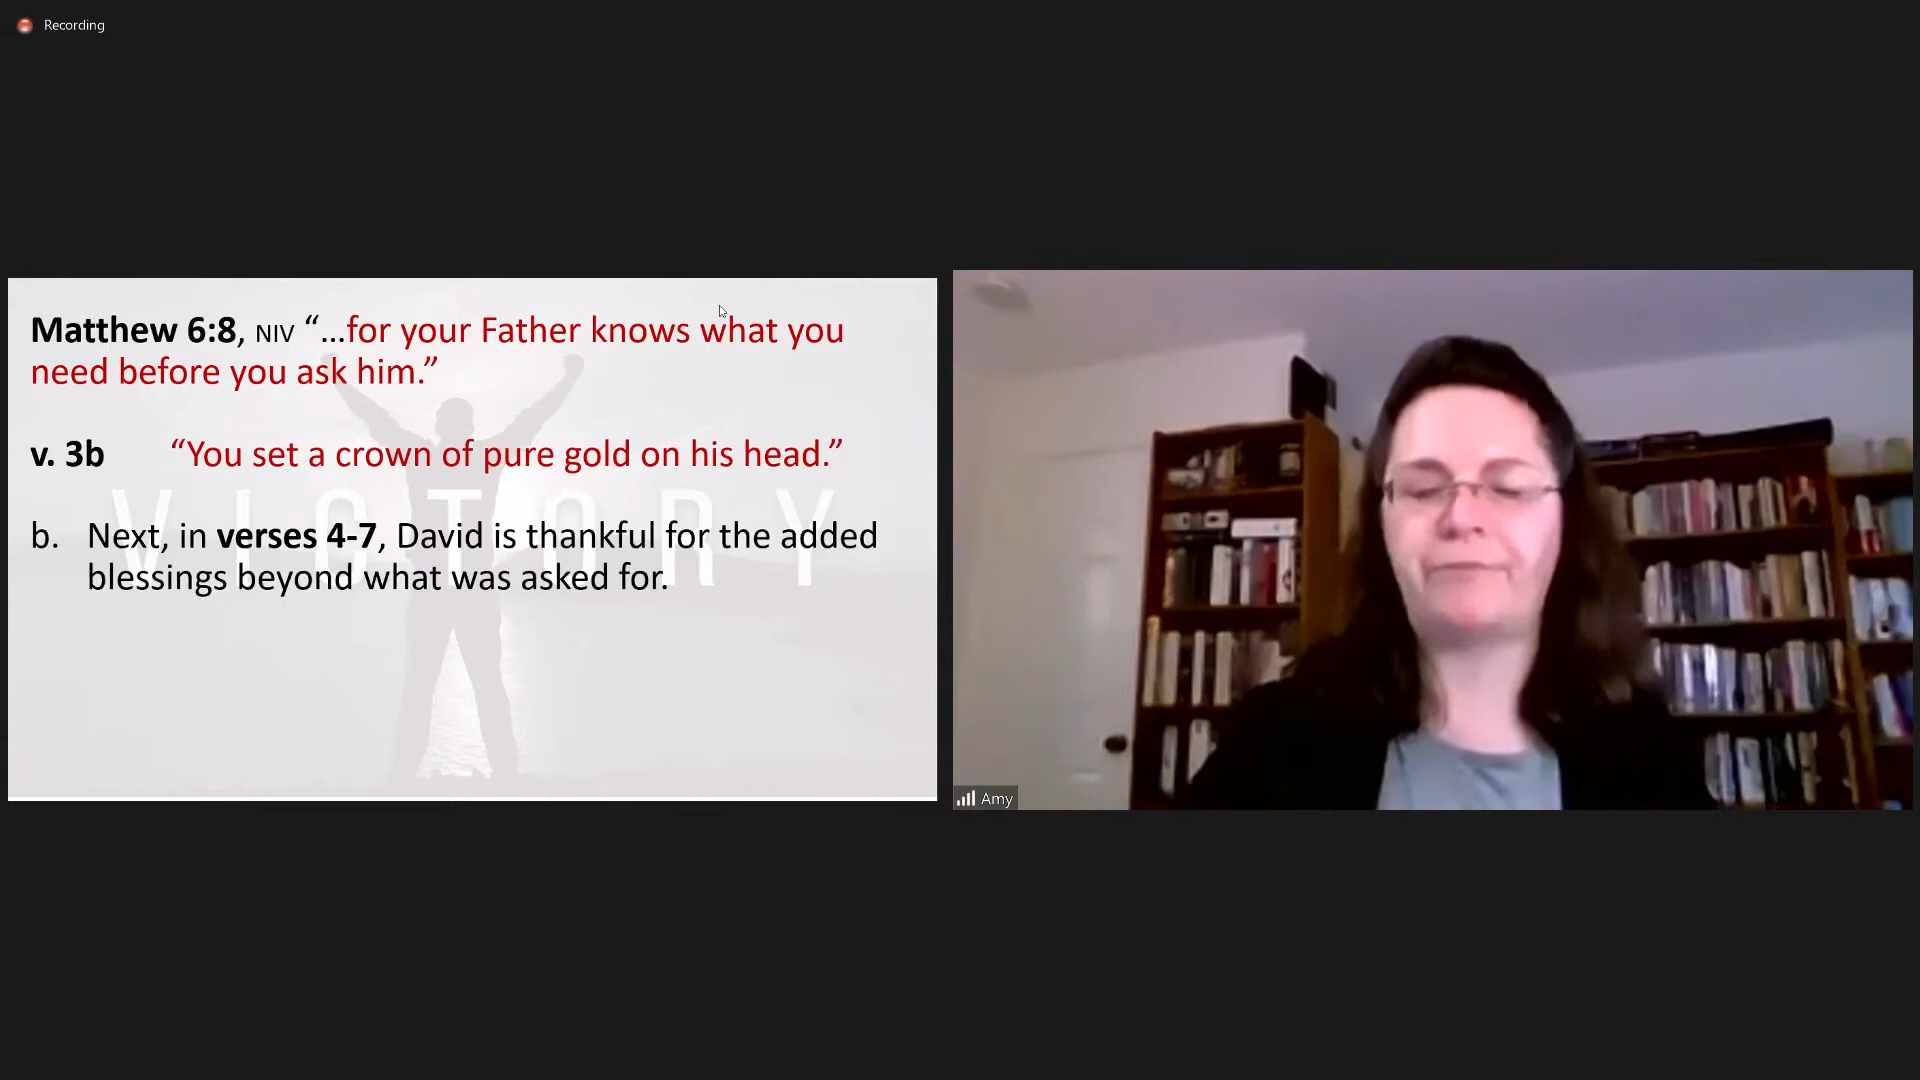 Recording
Matthew 6:8, NIV “...for your Father knows what you
need before you ask him.”
v. 3b “You set a crown of pure gold on his head.”
VICTORY
b. Next, in verses 4-7, David is thankful for the added
blessings beyond what was asked for.
Amy